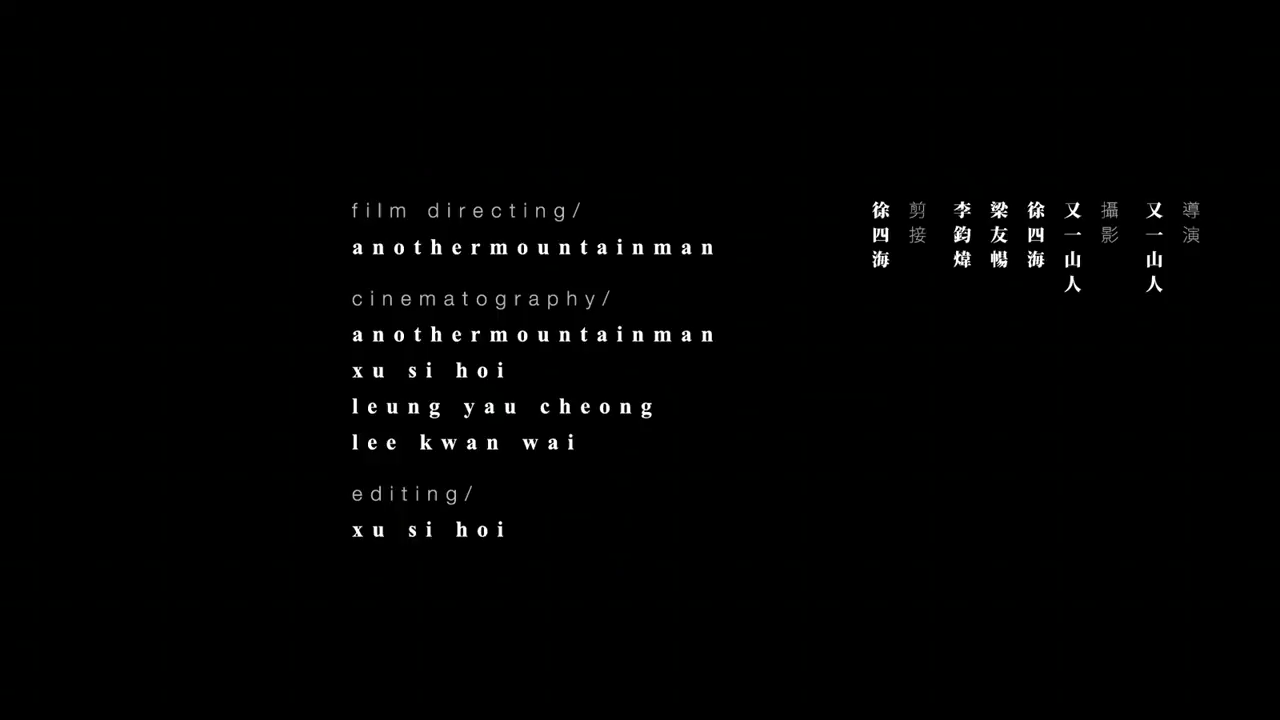 film directing/
anothermountainman
cinematography/
anothermountainman
xu si hoi
leung yau cheong
lee kwan wai
editing/
xu si hoi
導演
又一山人
攝影
又一山人
徐四海
梁友暢
李鈞煒
剪接
徐四海